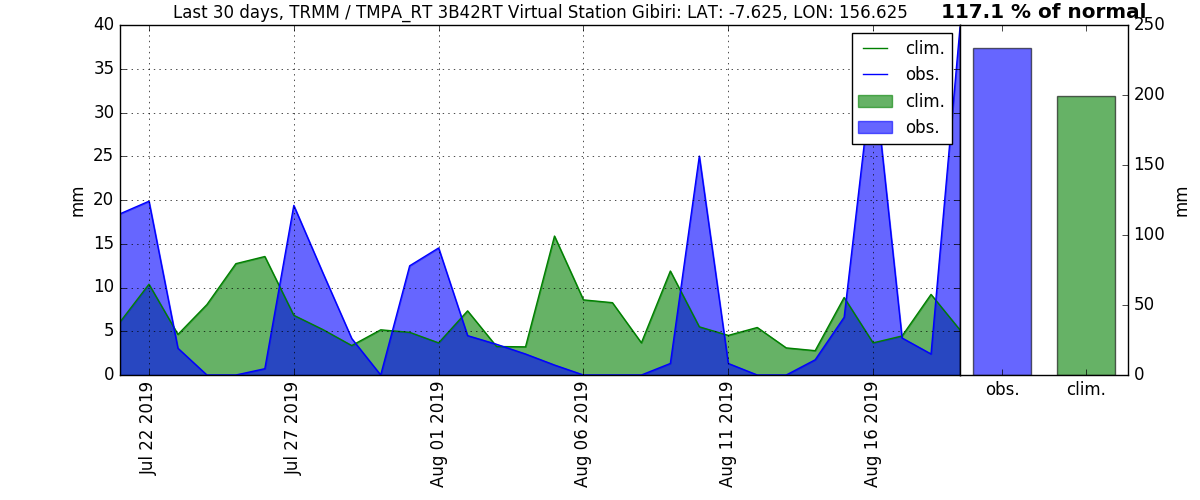 Last 30 days, TRMM / TMPA_RT 3B42RT Virtual Station Gibiri: LAT: -7.625, LON: 156.625
117.1 % of normal
40
35
30
25
20
15
10
5
0
mm
clim.
obs.
clim.
obs.
Jul 22 2019
Jul 27 2019
Aug 01 2019
Aug 06 2019
Aug 11 2019
Aug 16 2019
250
200
150
100
50
0
mm
obs.
clim.